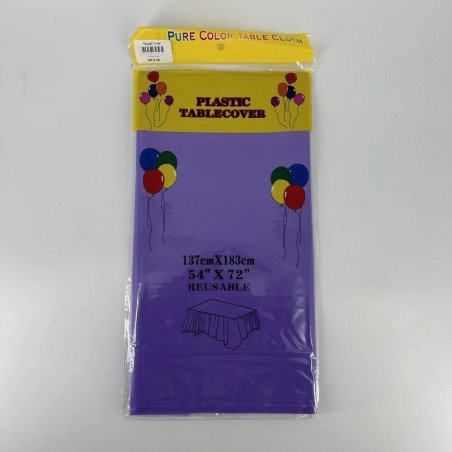 PURE COLOR TABLE CLOTH
PLASTIC
TABLECOVER
137cmX183cm
54" X 72"
REUSABLE